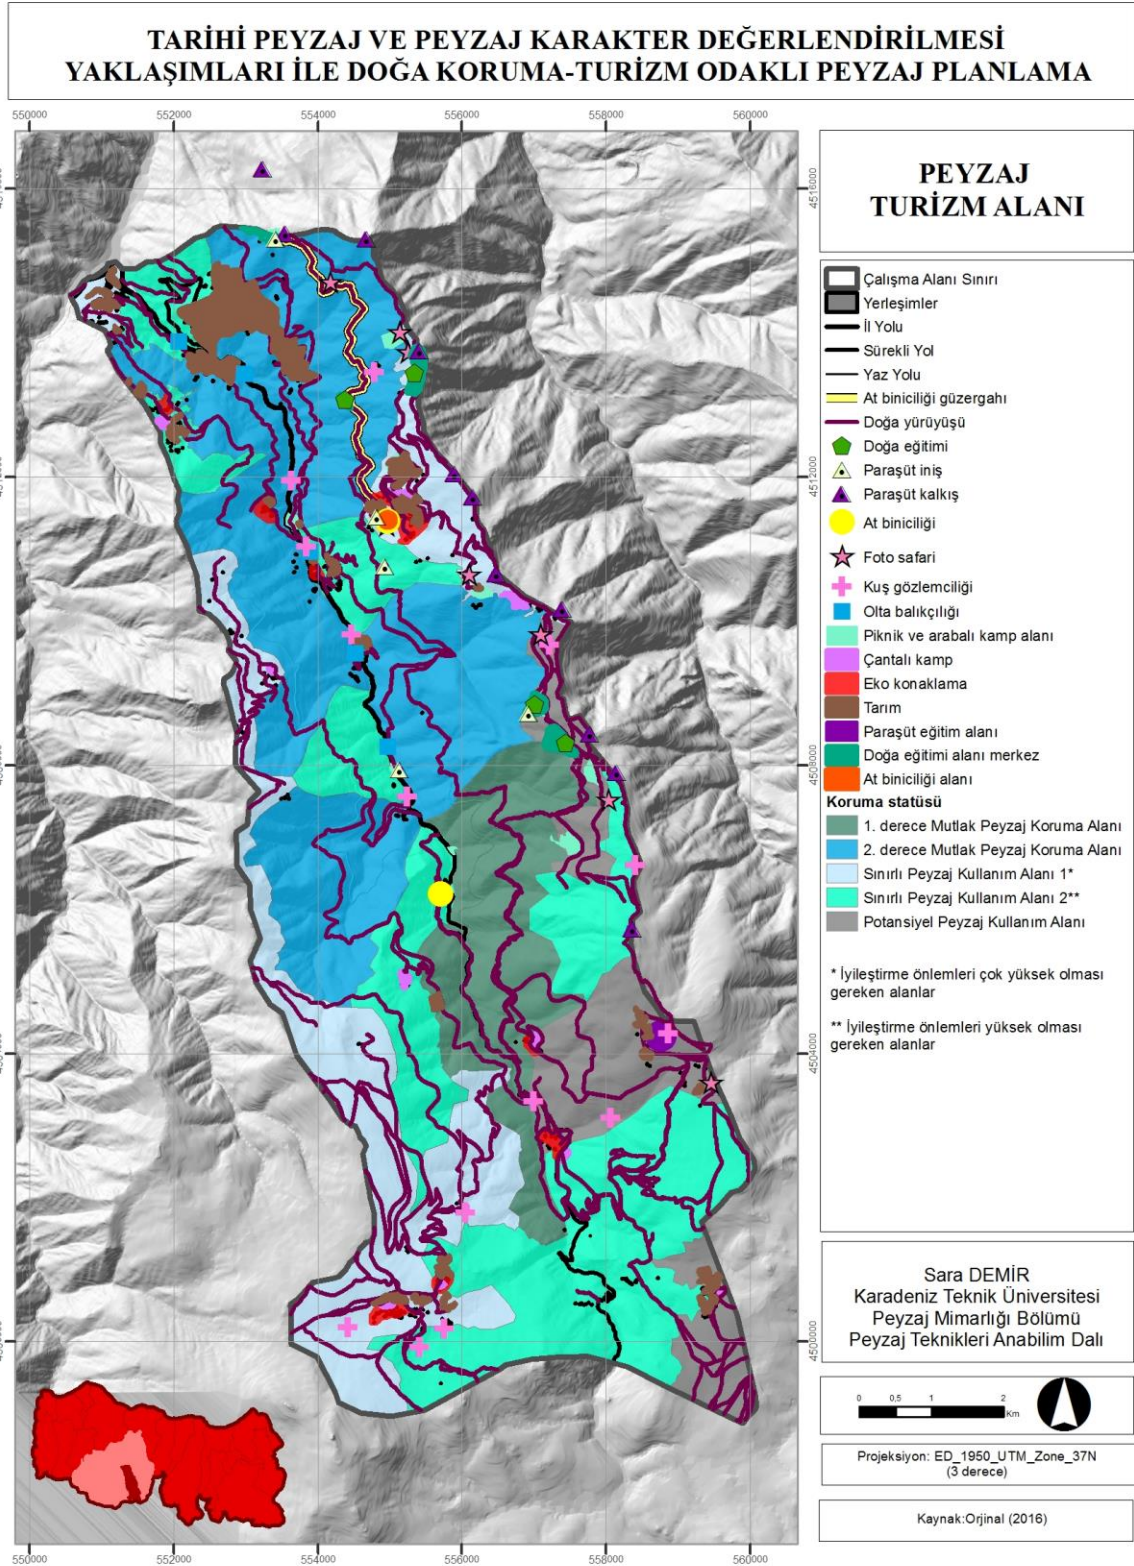 TARİHİ PEYZAJ VE PEYZAJ KARAKTER DEĞERLENDİRİLMESİ
YAKLAŞIMLARI İLE DOĞA KORUMA-TURİZM ODAKLI PEYZAJ PLANLAMA
550000 552000 554000 556000 558000 560000
PEYZAJ
TURİZM ALANI
4516000
4512000
4508000
4504000
4500000
Çalışma Alanı Sınırı
Yerleşimler
İl Yolu
Sürekli Yol
Yaz Yolu
At biniciliği güzergahı
Doğa yürüyüşü
Doğa eğitimi
Paraşüt iniş
Paraşüt kalkış
At biniciliği
Foto safari
Kuş gözlemciliği
Olta balıkçılığı
Piknik ve arabalı kamp alanı
Çantalı kamp
Eko konaklama
Tarım
Paraşüt eğitim alanı
Doğa eğitimi alanı merkez
At biniciliği alanı
Koruma statüsü
1. derece Mutlak Peyzaj Koruma Alanı
2. derece Mutlak Peyzaj Koruma Alanı
Sınırlı Peyzaj Kullanım Alanı 1*
Sınırlı Peyzaj Kullanım Alanı 2**
Potansiyel Peyzaj Kullanım Alanı
* İyileştirme önlemleri çok yüksek olması
gereken alanlar
** İyileştirme önlemleri yüksek olması
gereken alanlar
Sara DEMİR
Karadeniz Teknik Üniversitesi
Peyzaj Mimarlığı Bölümü
Peyzaj Teknikleri Anabilim Dalı
0 0,5 1 2
Km
Projeksiyon: ED_1950_UTM_Zone_37N
(3 derece)
Kaynak:Orjinal (2016)
550000 552000 554000 556000 558000 560000